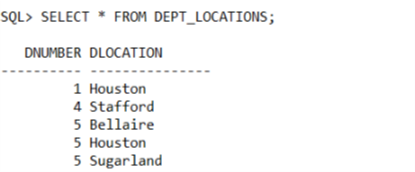 SQL> SELECT * FROM DEPT_LOCATIONS;
DNUMBER DLOCATION
---------- ---------------
1 Houston
4 Stafford
5 Bellaire
5 Houston
5 Sugarland